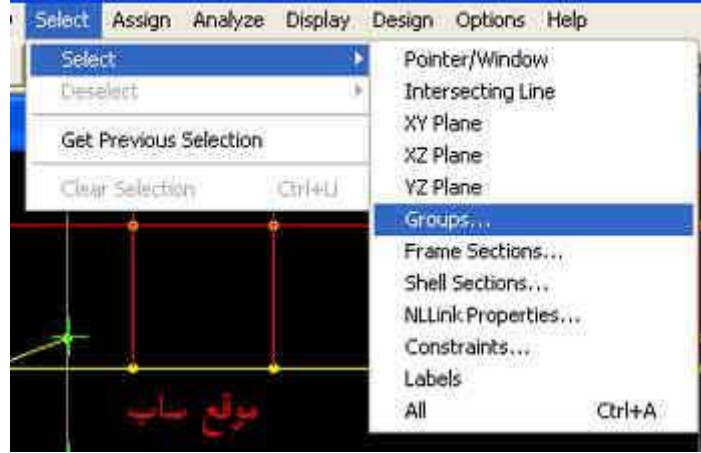 Select Assign Analyze Display Design Options Help
Select
Deselect
Get Previous Selection
Clear Selection Ctrl+U
Pointer/Window
Intersecting Line
XY Plane
XZ Plane
YZ Plane
Groups...
Frame Sections...
Shell Sections...
NLLink Properties...
Constraints...
Labels
All Ctrl+A
موقع ساب